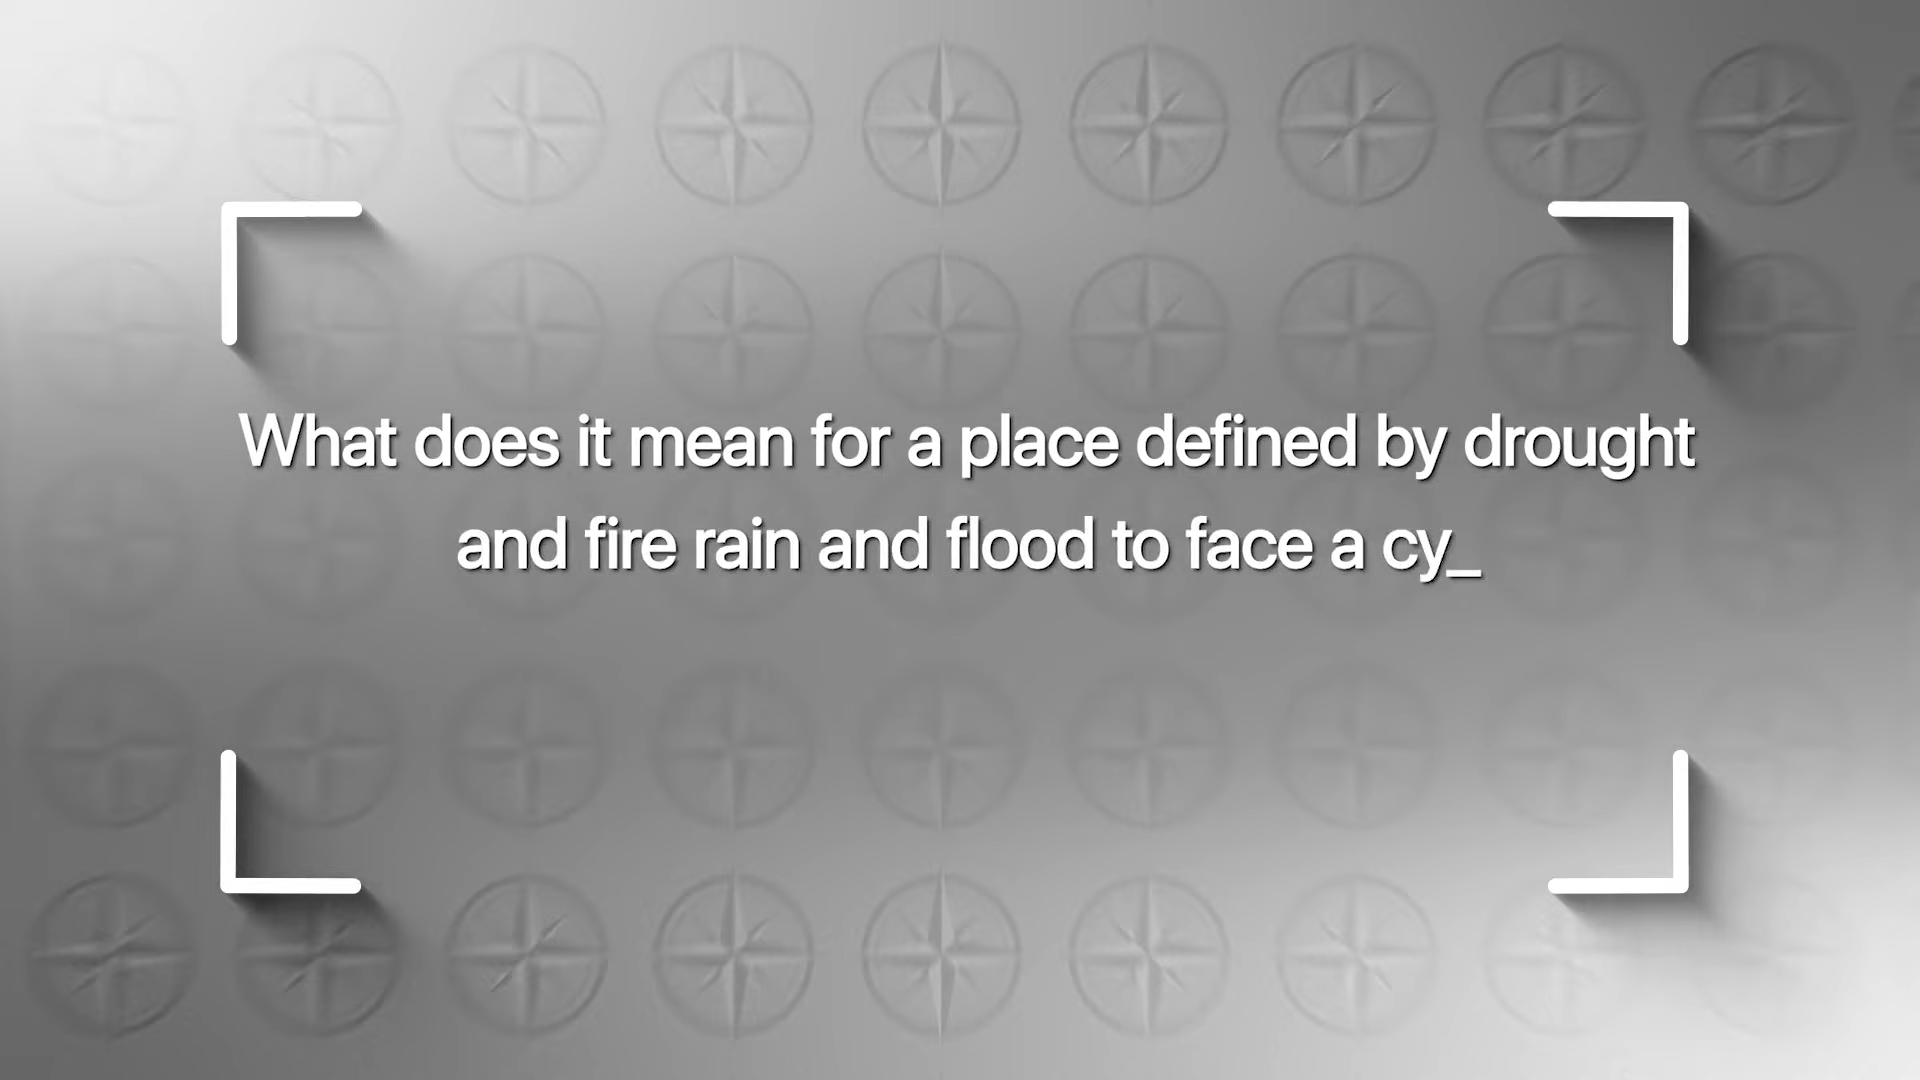 What does it mean for a place defined by drought
and fire rain and flood to face a cy_